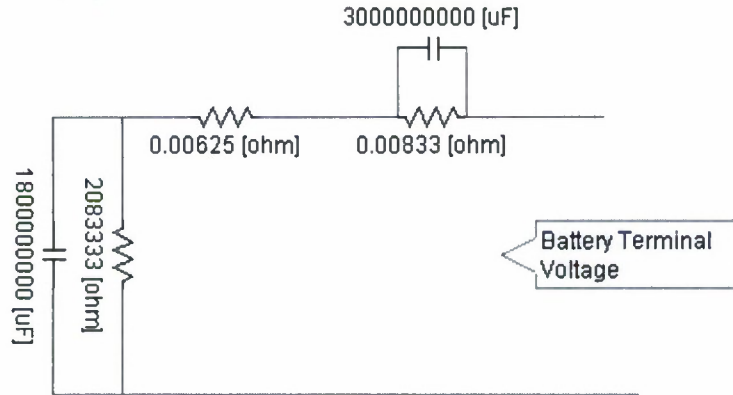 3000000000 [uF]
0.00625 [ohm]
0.00833 [ohm]
1800000000 [uF]
2083333 [ohm]
Battery Terminal
Voltage